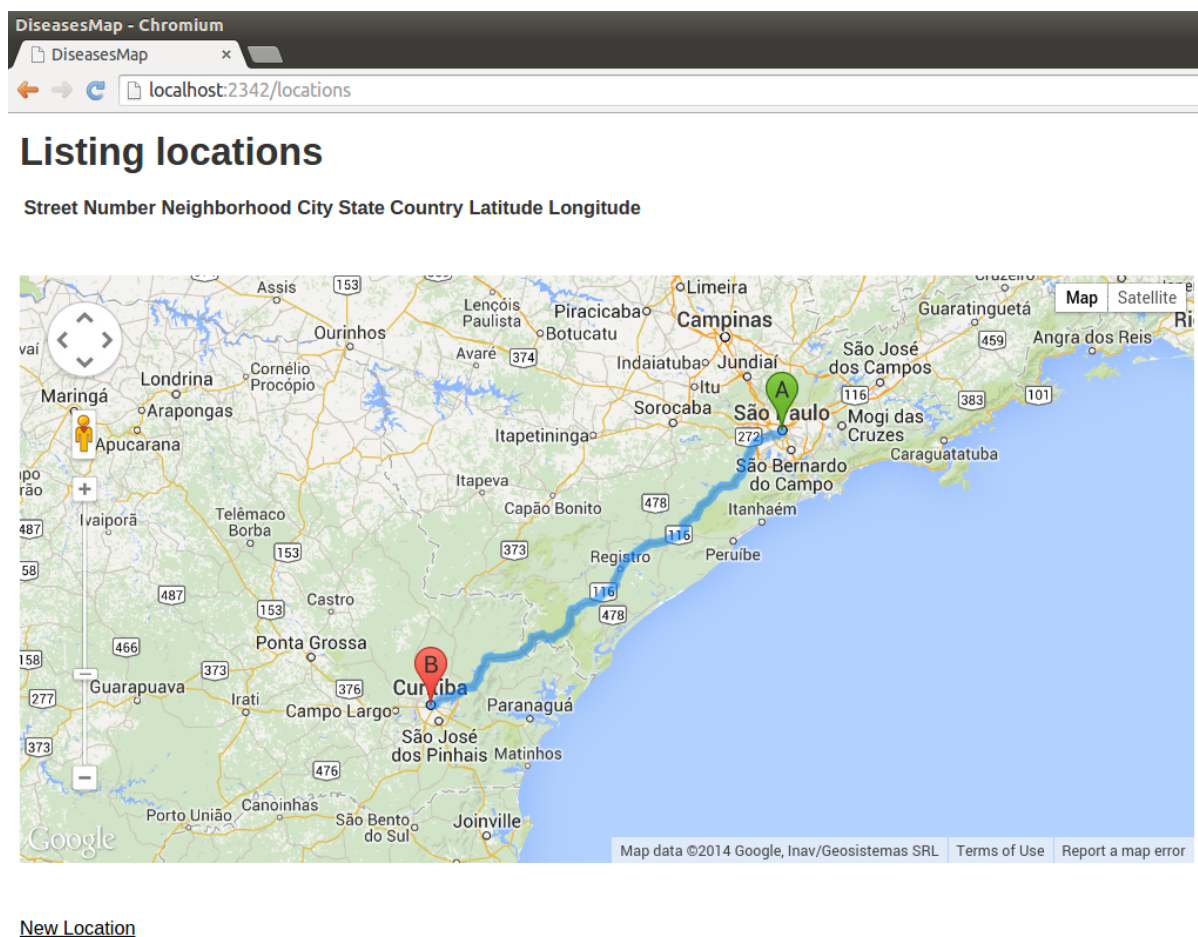 DiseasesMap - Chromium
DiseasesMap ×
localhost:2342/locations
Listing locations
Street Number Neighborhood City State Country Latitude Longitude
Assis
153
Lençóis
Paulista
Piracicaba
Botucatu
Limeira
Campinas
Guaratinguetá
Map
Satellite
Ourinhos
Avaré
374
Indaiatuba
Jundiaí
São José
dos Campos
459
Angra dos Reis
Londrina
Cornélio
Procópio
Itu
A
116
383
101
Maringá
Arapongas
Sorocaba
Mogi das
Cruzes
Apucarana
Itapetininga
272
Caraguatatuba
São Bernardo
do Campo
Itapeva
Capão Bonito
478
Itanhaém
Ivaiporã
Telêmaco
Borba
487
153
373
116
Registro
Peruíbe
58
487
153
Castro
116
478
Ponta Grossa
466
158
373
B
Guarapuava
277
Irati
376
Campo Largo
Paranaguá
São José
dos Pinhais
Matinhos
373
476
Porto União
Canoinhas
São Bento
do Sul
Joinville
Google
Map data ©2014 Google, Inav/Geosistemas SRL
Terms of Use
Report a map error
New Location